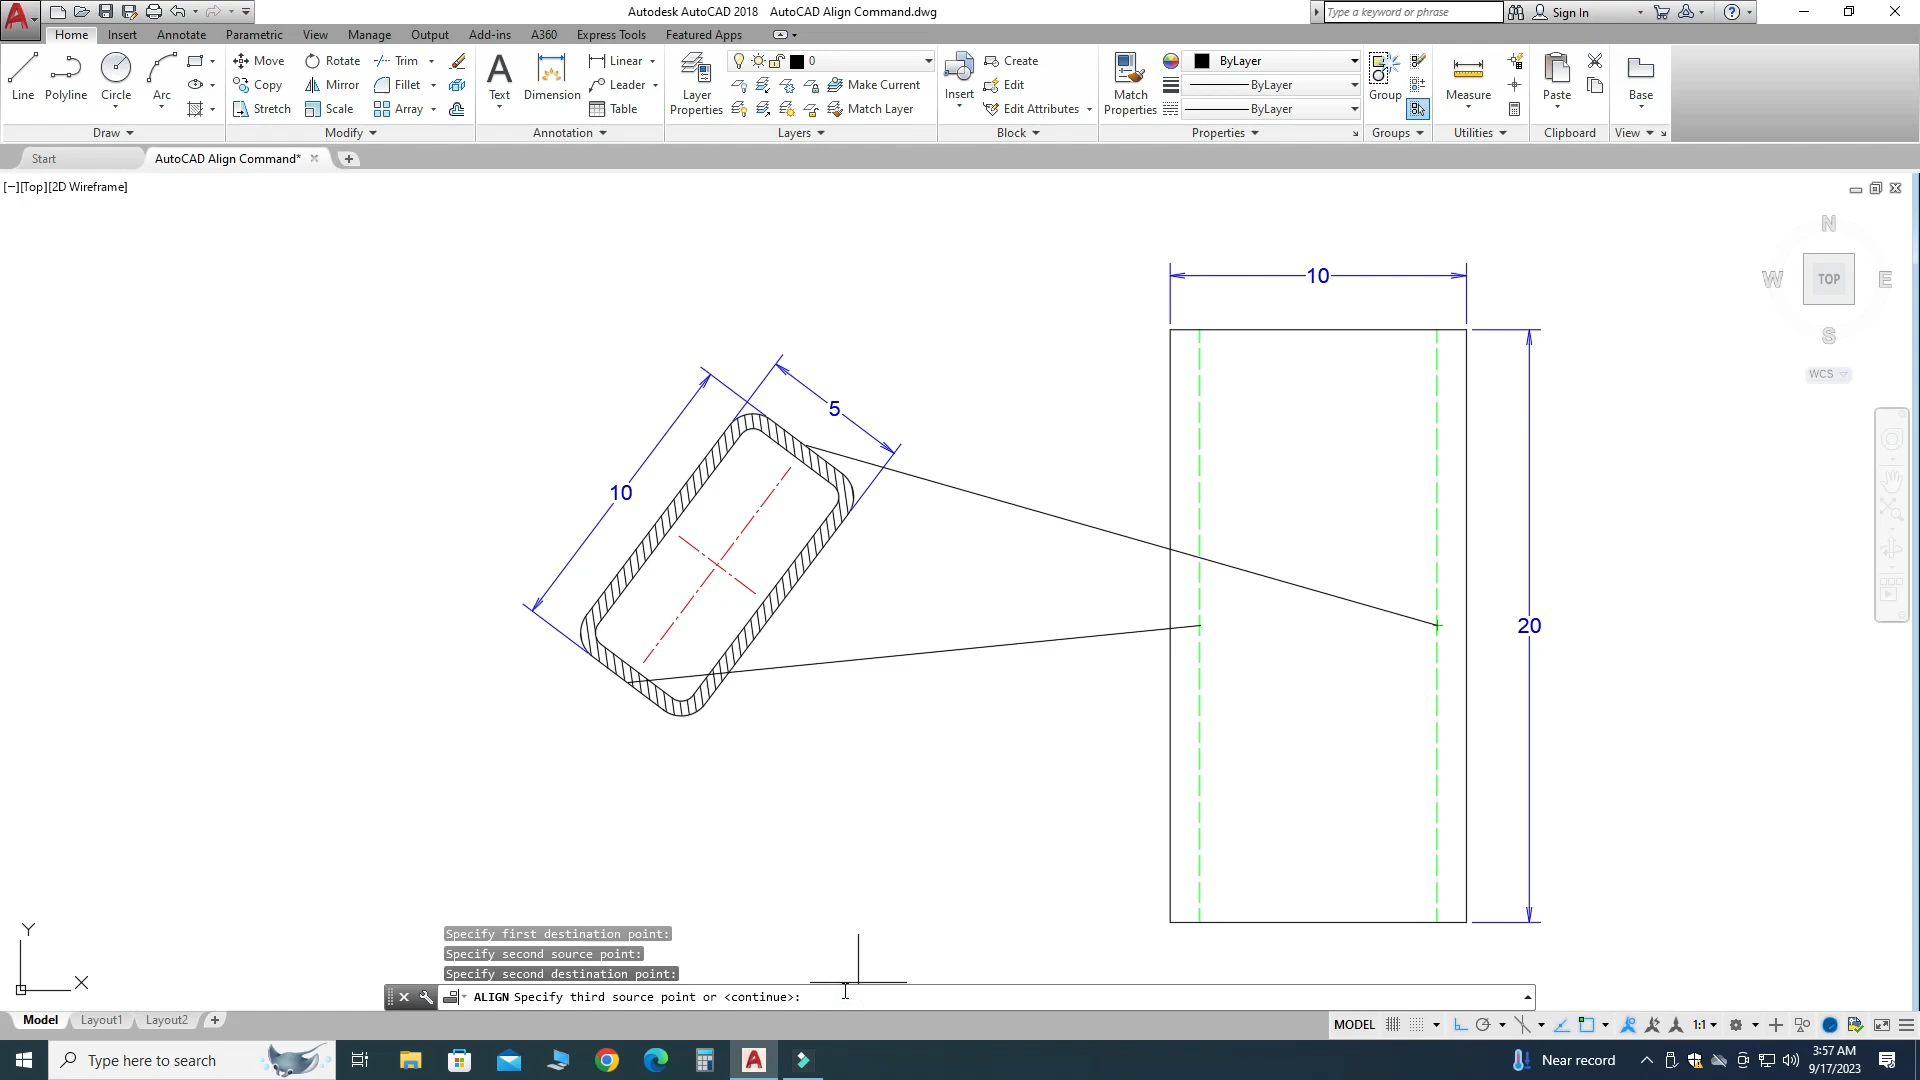 Autodesk AutoCAD 2018 AutoCAD Align Command.dwg
Type a keyword or phrase
Sign In
Home Insert Annotate Parametric View Manage Output Add-ins A360 Express Tools Featured Apps
Line Polyline Circle Arc
Move Rotate Trim
Copy Mirror Fillet
Stretch Scale Array
Text Dimension
Linear
Leader
Table
Layer Properties
0
Make Current
Match Layer
Insert
Create
Edit
Edit Attributes
Match Properties
ByLayer
ByLayer
ByLayer
Group
Measure
Paste
Base
Draw Modify Annotation Layers Block Properties Groups Utilities Clipboard View
Start AutoCAD Align Command*
[−][Top][2D Wireframe]
N
W TOP E
S
WCS
10
5
10
20
Y
X
Specify first destination point:
Specify second source point:
Specify second destination point:
ALIGN Specify third source point or <continue>:
Model Layout1 Layout2
MODEL 1:1
Type here to search
Near record
3:57 AM
9/17/2023